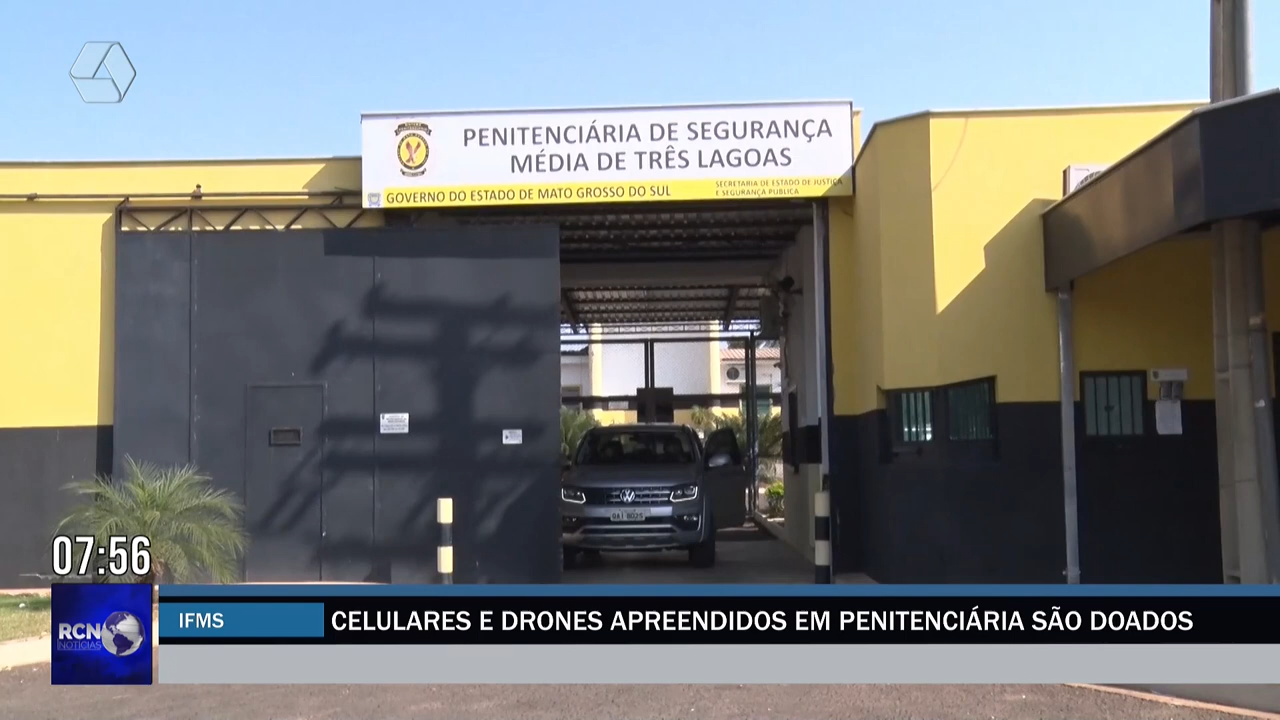 PENITENCIÁRIA DE SEGURANÇA
MÉDIA DE TRÊS LAGOAS
GOVERNO DO ESTADO DE MATO GROSSO DO SUL
SECRETARIA DE ESTADO DE JUSTIÇA
E SEGURANÇA PÚBLICA
07:56
RCN
NOTÍCIAS
IFMS
CELULARES E DRONES APREENDIDOS EM PENITENCIÁRIA SÃO DOADOS